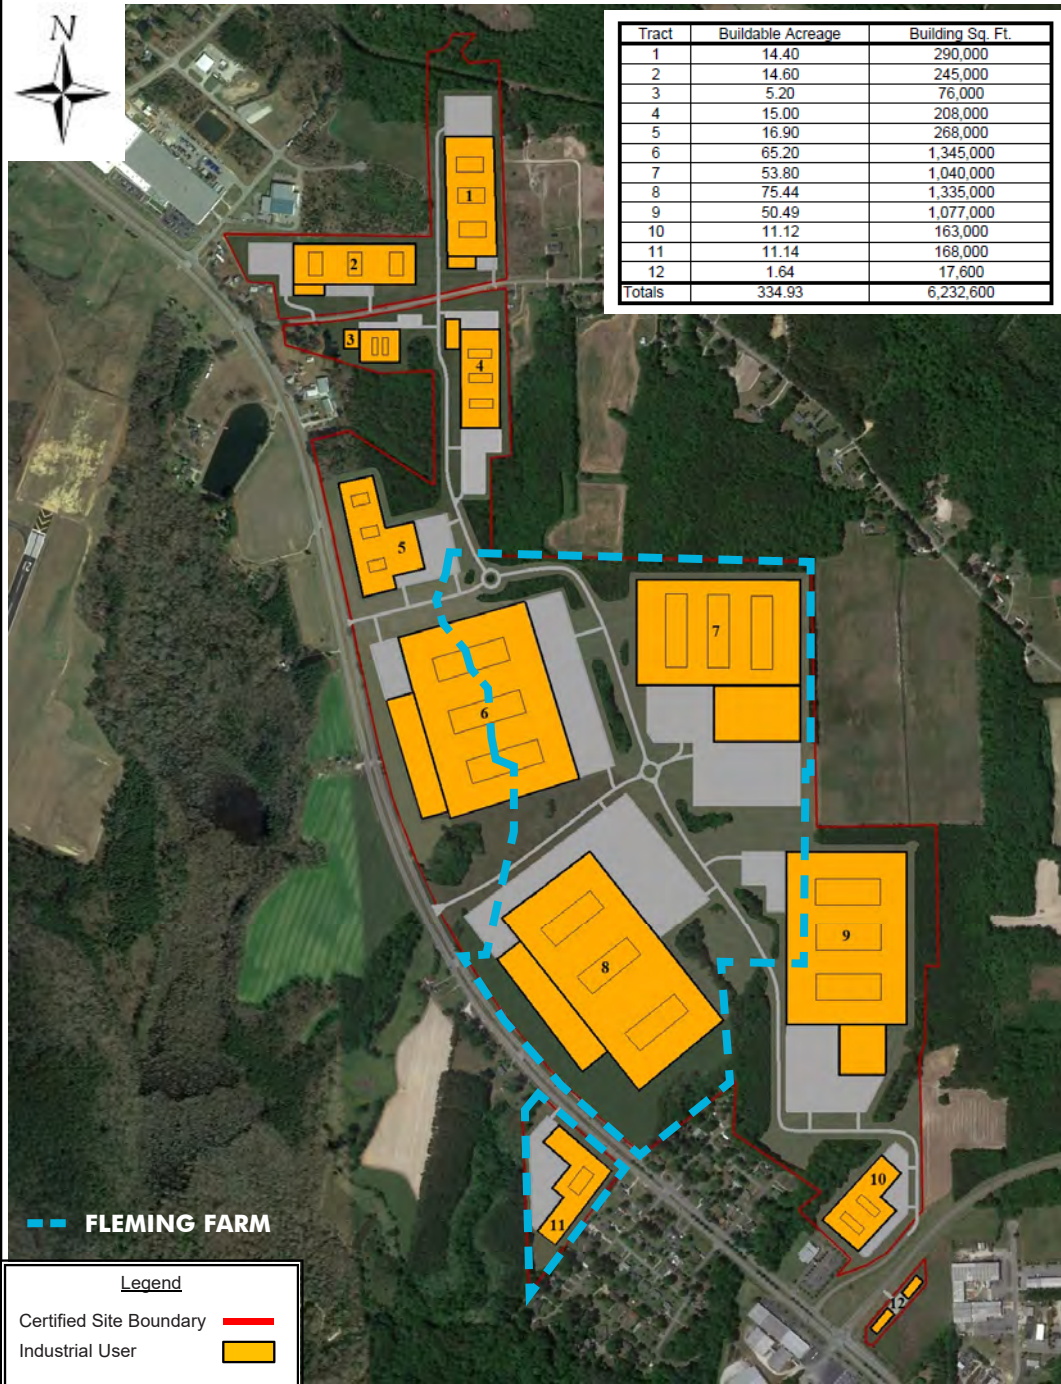 N
Tract Buildable Acreage Building Sq. Ft.
1 14.40 290,000
2 14.60 245,000
3 5.20 76,000
4 15.00 208,000
5 16.90 268,000
6 65.20 1,345,000
7 53.80 1,040,000
8 75.44 1,335,000
9 50.49 1,077,000
10 11.12 163,000
11 11.14 168,000
12 1.64 17,600
Totals 334.93 6,232,600
1
2
3
4
5
6
7
8
9
10
11
12
FLEMING FARM
Legend
Certified Site Boundary
Industrial User